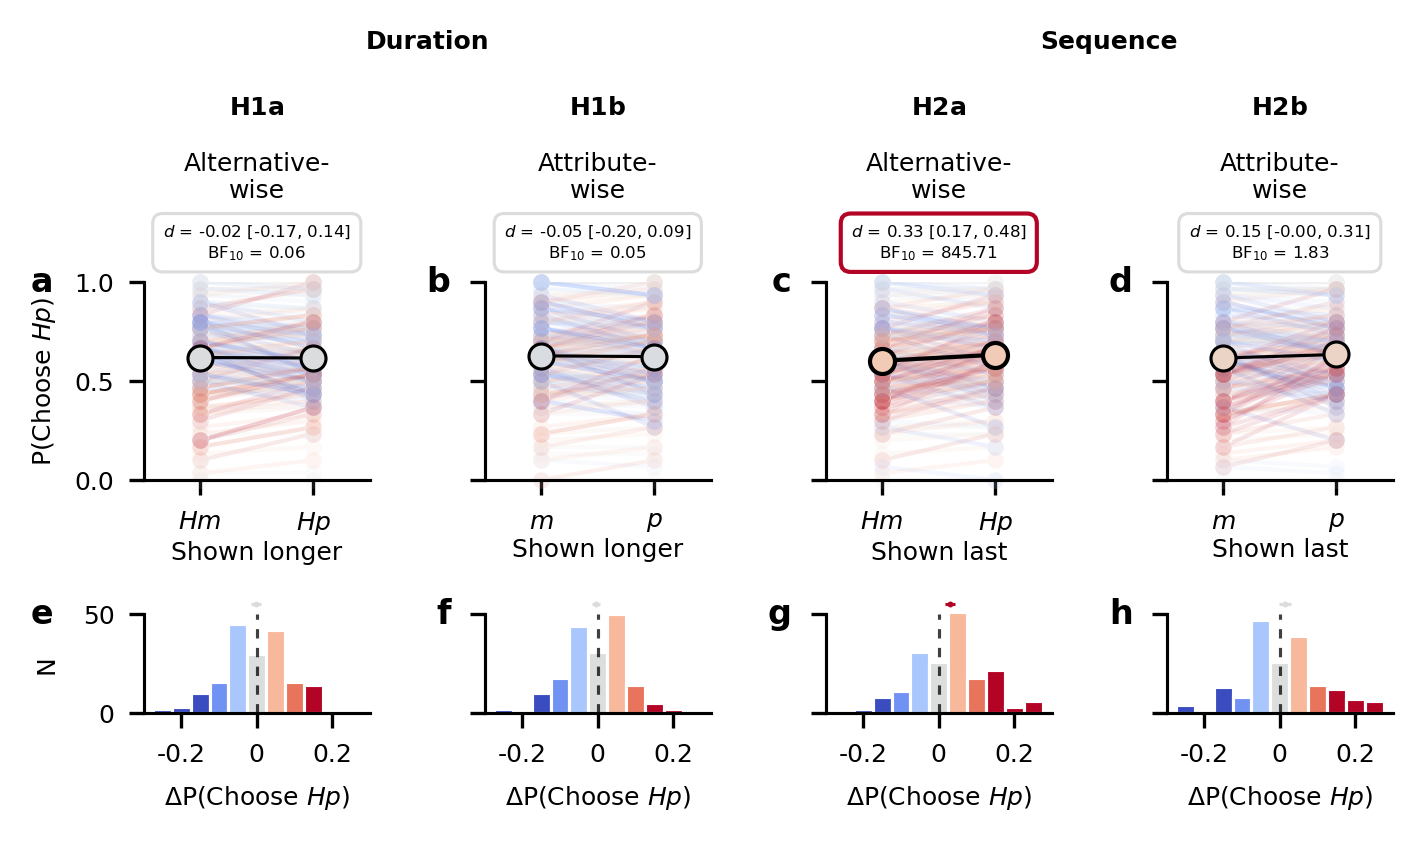 Duration
Sequence
H1a
H1b
H2a
H2b
Alternative-
wise
Attribute-
wise
Alternative-
wise
Attribute-
wise
d = -0.02 [-0.17, 0.14]
BF10 = 0.06
d = -0.05 [-0.20, 0.09]
BF10 = 0.05
d = 0.33 [0.17, 0.48]
BF10 = 845.71
d = 0.15 [-0.00, 0.31]
BF10 = 1.83
a
b
c
d
P(Choose Hp)
1.0
0.5
0.0
Hm Hp
Shown longer
m p
Shown longer
Hm Hp
Shown last
m p
Shown last
e
f
g
h
N
50
0
-0.2 0 0.2
-0.2 0 0.2
-0.2 0 0.2
-0.2 0 0.2
ΔP(Choose Hp)
ΔP(Choose Hp)
ΔP(Choose Hp)
ΔP(Choose Hp)